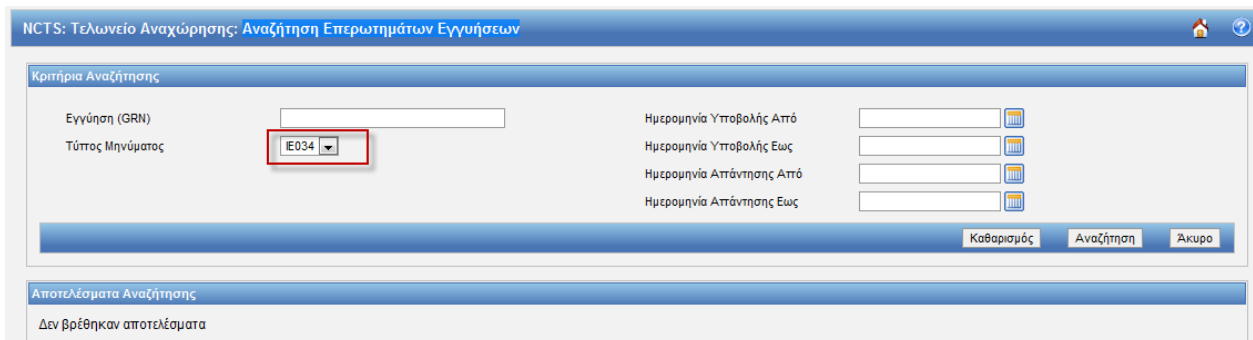 NCTS: Τελωνείο Αναχώρησης: Αναζήτηση Επερωτημάτων Εγγυήσεων
Κριτήρια Αναζήτησης
Εγγύηση (GRN)
Ημερομηνία Υποβολής Από
Τύπος Μηνύματος
IE034
Ημερομηνία Υποβολής Εως
Ημερομηνία Απάντησης Από
Ημερομηνία Απάντησης Εως
Καθαρισμός Αναζήτηση Άκυρο
Αποτελέσματα Αναζήτησης
Δεν βρέθηκαν αποτελέσματα